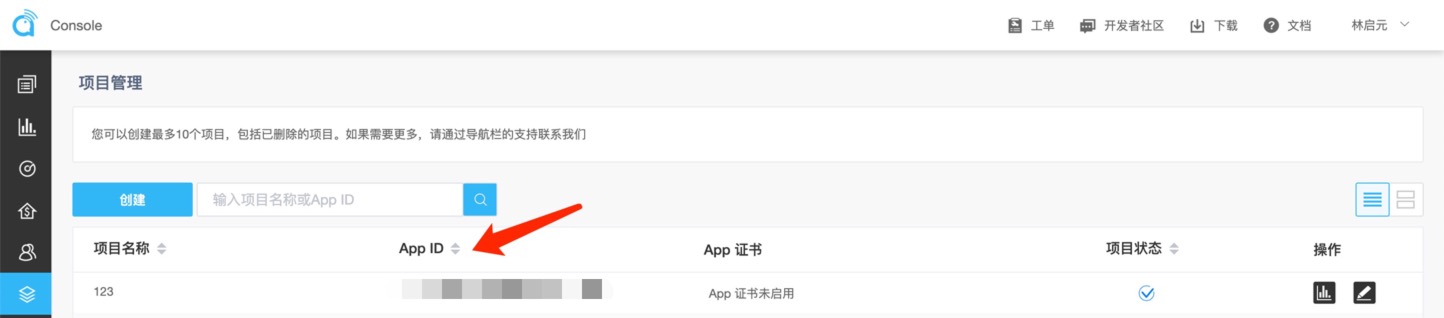 Console
工单
开发者社区
下载
文档
林启元
项目管理
您可以创建最多10个项目，包括已删除的项目。如果需要更多，请通过导航栏的支持联系我们
创建
输入项目名称或App ID
项目名称
App ID
App 证书
项目状态
操作
123
App 证书未启用